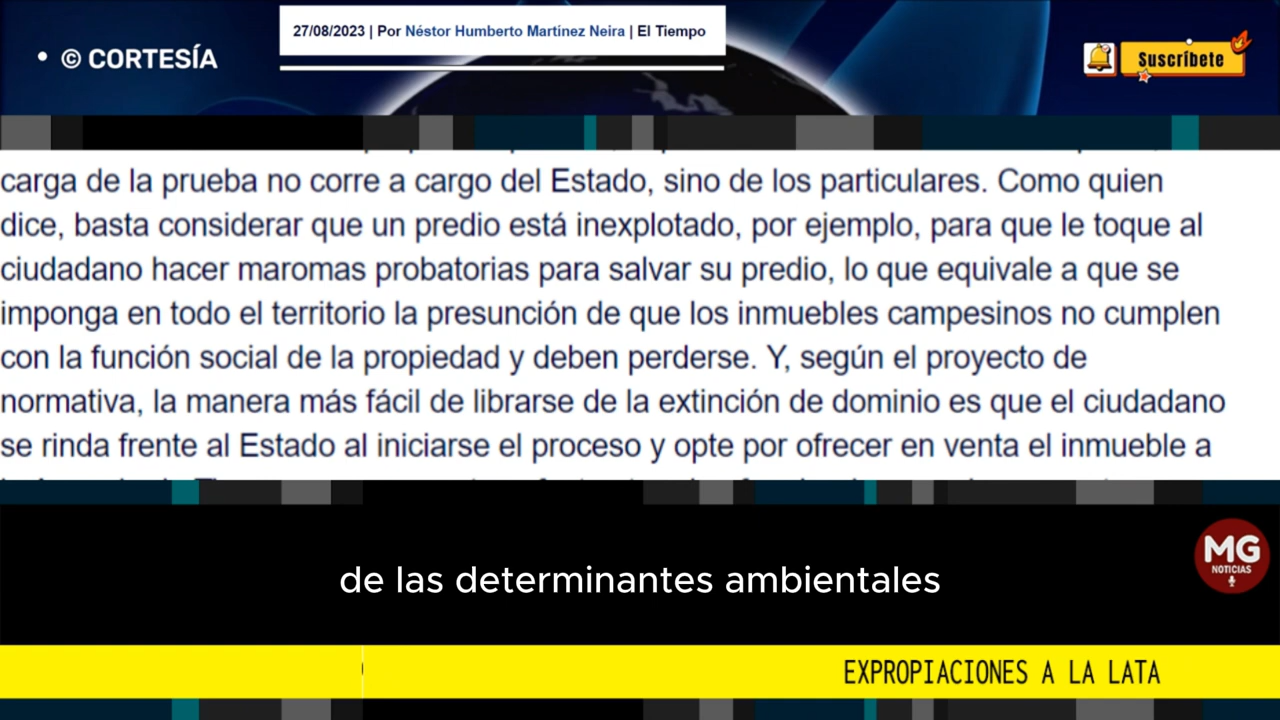 27/08/2023 | Por Néstor Humberto Martínez Neira | El Tiempo
• © CORTESÍA
Suscríbete
carga de la prueba no corre a cargo del Estado, sino de los particulares. Como quien
dice, basta considerar que un predio está inexplotado, por ejemplo, para que le toque al
ciudadano hacer maromas probatorias para salvar su predio, lo que equivale a que se
imponga en todo el territorio la presunción de que los inmuebles campesinos no cumplen
con la función social de la propiedad y deben perderse. Y, según el proyecto de
normativa, la manera más fácil de librarse de la extinción de dominio es que el ciudadano
se rinda frente al Estado al iniciarse el proceso y opte por ofrecer en venta el inmueble a
MG
NOTICIAS
de las determinantes ambientales
EXPROPIACIONES A LA LATA